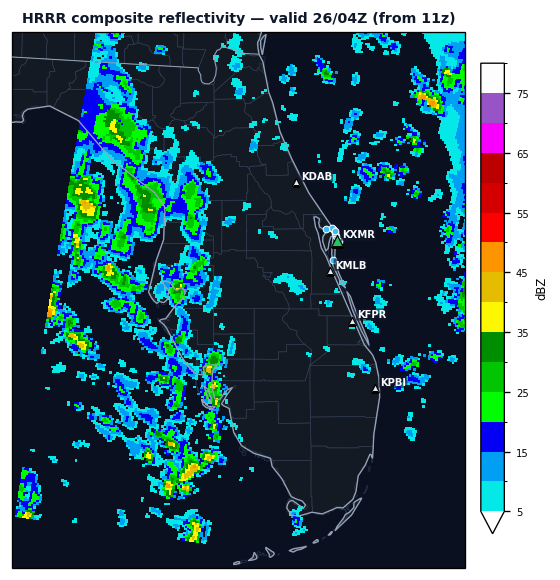 HRRR composite reflectivity — valid 26/04Z (from 11z)
KDAB
KXMR
KMLB
KFPR
KPBI
75
65
55
45
35
25
15
5
dBZ